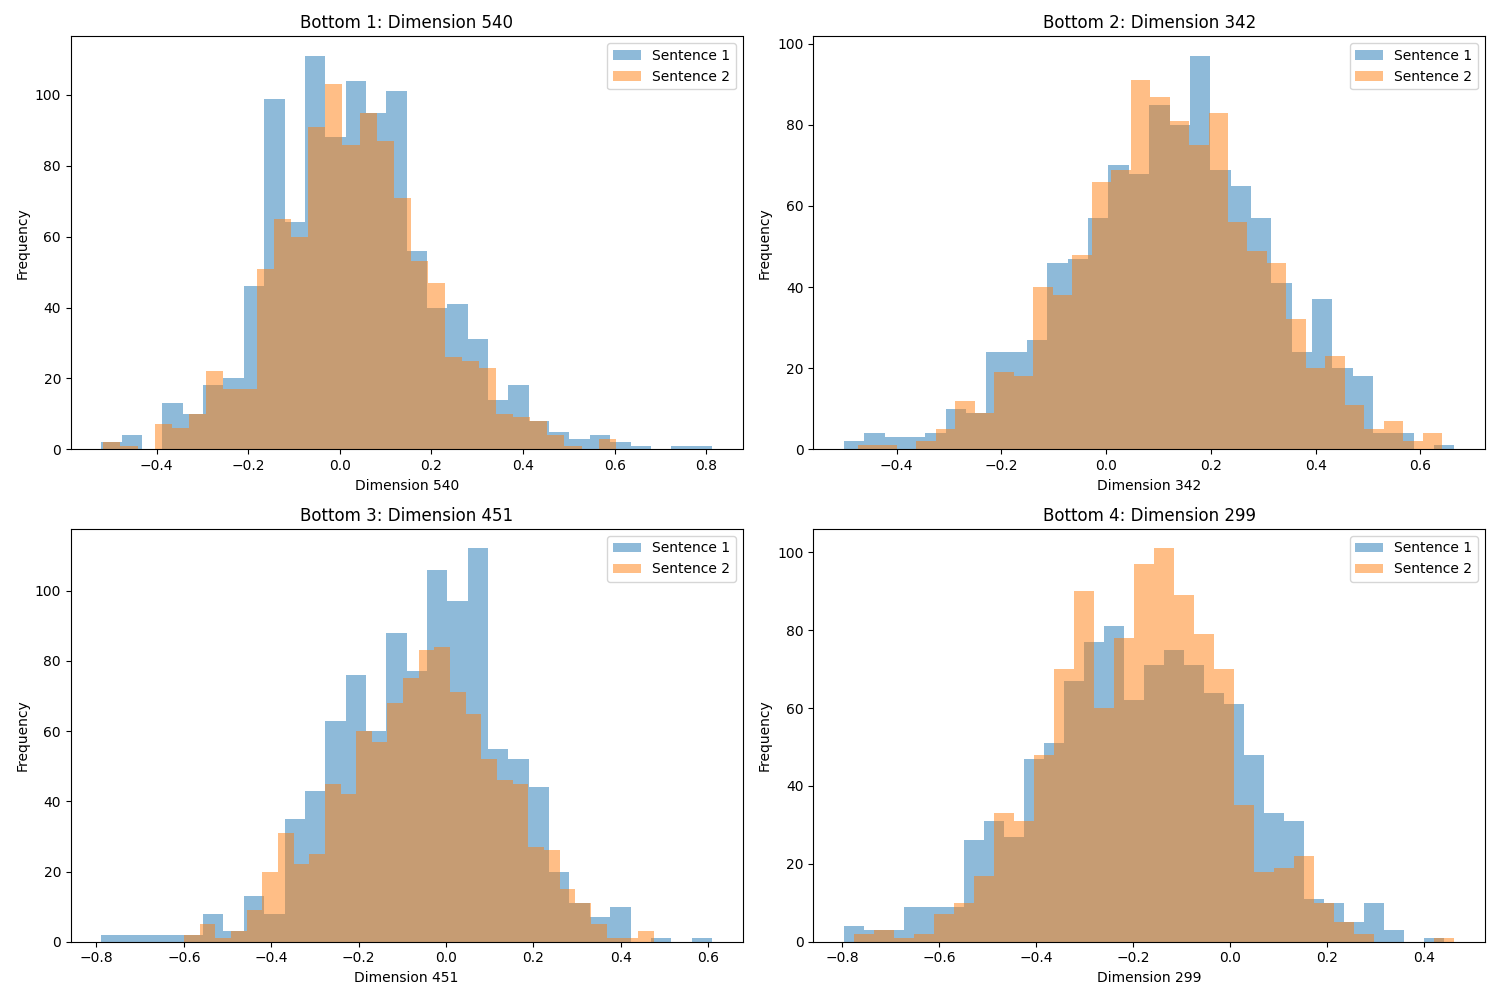 Bottom 1: Dimension 540
Sentence 1
Sentence 2
Frequency
100
80
60
40
20
0
−0.4 −0.2 0.0 0.2 0.4 0.6 0.8
Dimension 540
Bottom 2: Dimension 342
Sentence 1
Sentence 2
Frequency
100
80
60
40
20
0
−0.4 −0.2 0.0 0.2 0.4 0.6
Dimension 342
Bottom 3: Dimension 451
Sentence 1
Sentence 2
Frequency
100
80
60
40
20
0
−0.8 −0.6 −0.4 −0.2 0.0 0.2 0.4 0.6
Dimension 451
Bottom 4: Dimension 299
Sentence 1
Sentence 2
Frequency
100
80
60
40
20
0
−0.8 −0.6 −0.4 −0.2 0.0 0.2 0.4
Dimension 299